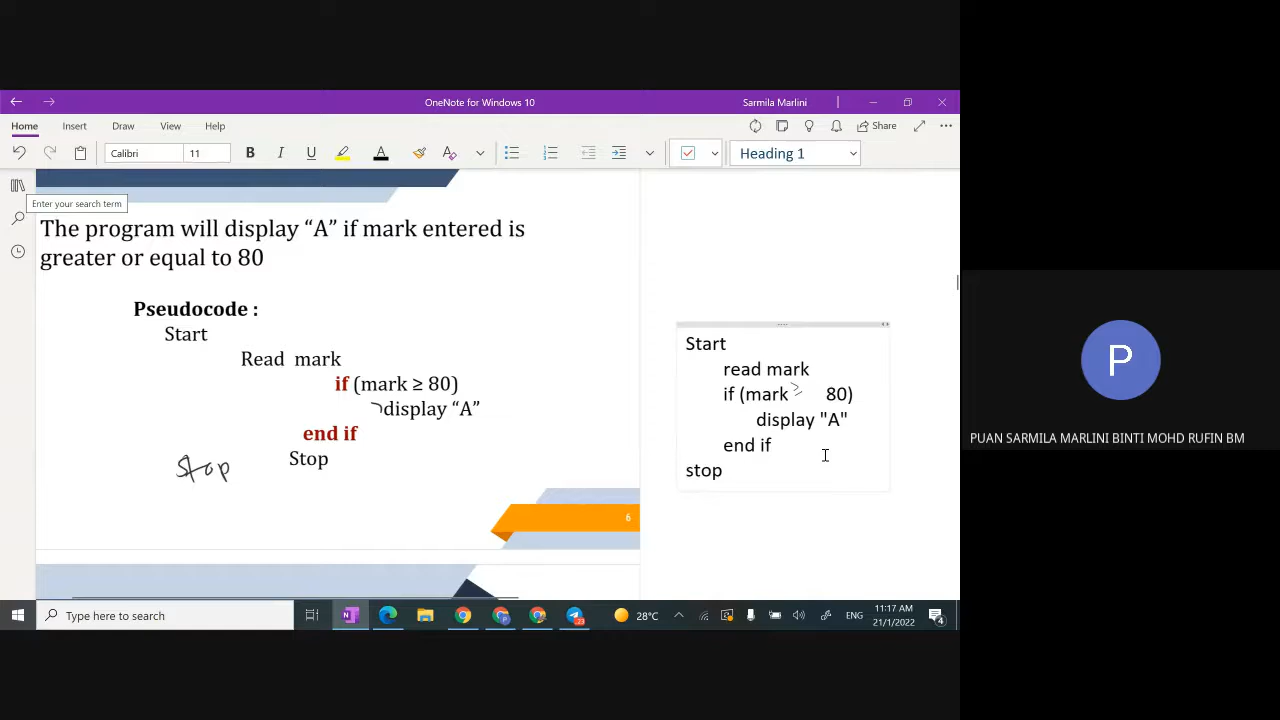 OneNote for Windows 10
Sarmila Marlini
Home Insert Draw View Help
Share
Calibri 11 B I U A A Heading 1
Enter your search term
The program will display “A” if mark entered is
greater or equal to 80
Pseudocode :
Start
Read mark
if (mark ≥ 80)
display “A”
end if
Stop
Stop
6
Start
read mark
if (mark ≥ 80)
display "A"
end if
stop
P
PUAN SARMILA MARLINI BINTI MOHD RUFIN BM
Type here to search
23
28°C
ENG
11:17 AM
21/1/2022
4